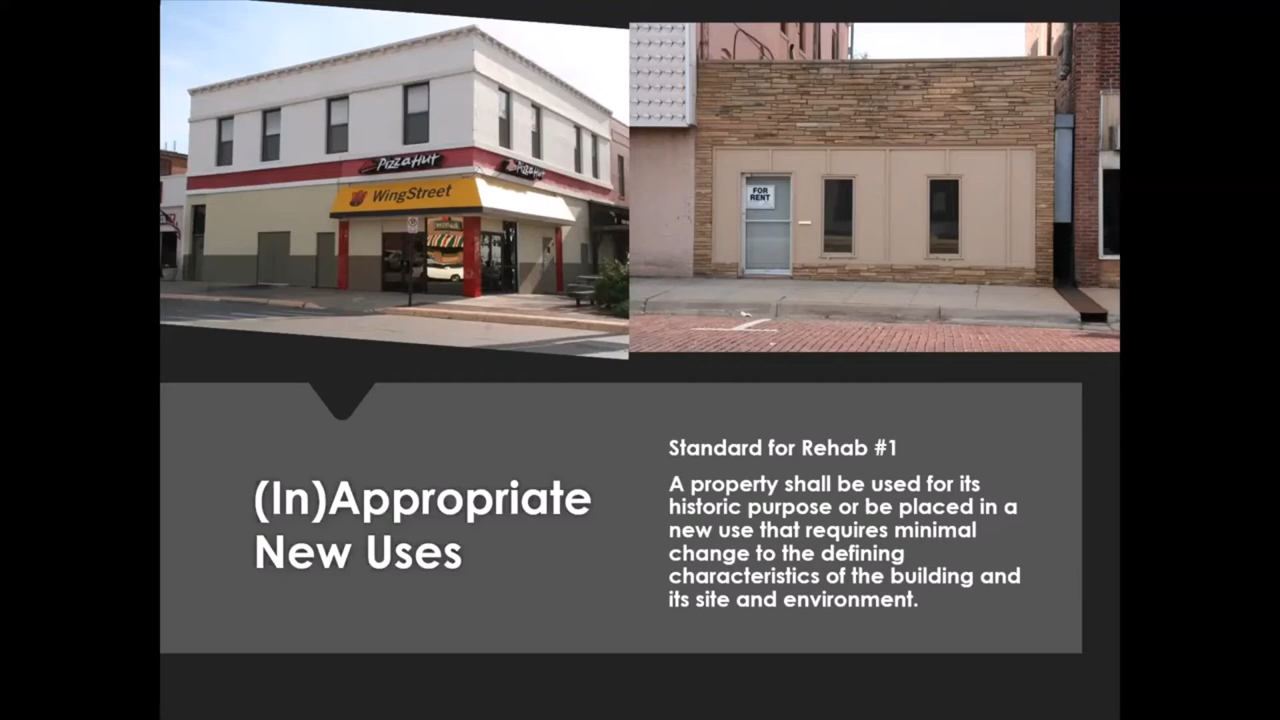 Pizza Hut
Pizza Hut
WingStreet
FOR
RENT
(In)Appropriate
New Uses
Standard for Rehab #1
A property shall be used for its
historic purpose or be placed in a
new use that requires minimal
change to the defining
characteristics of the building and
its site and environment.